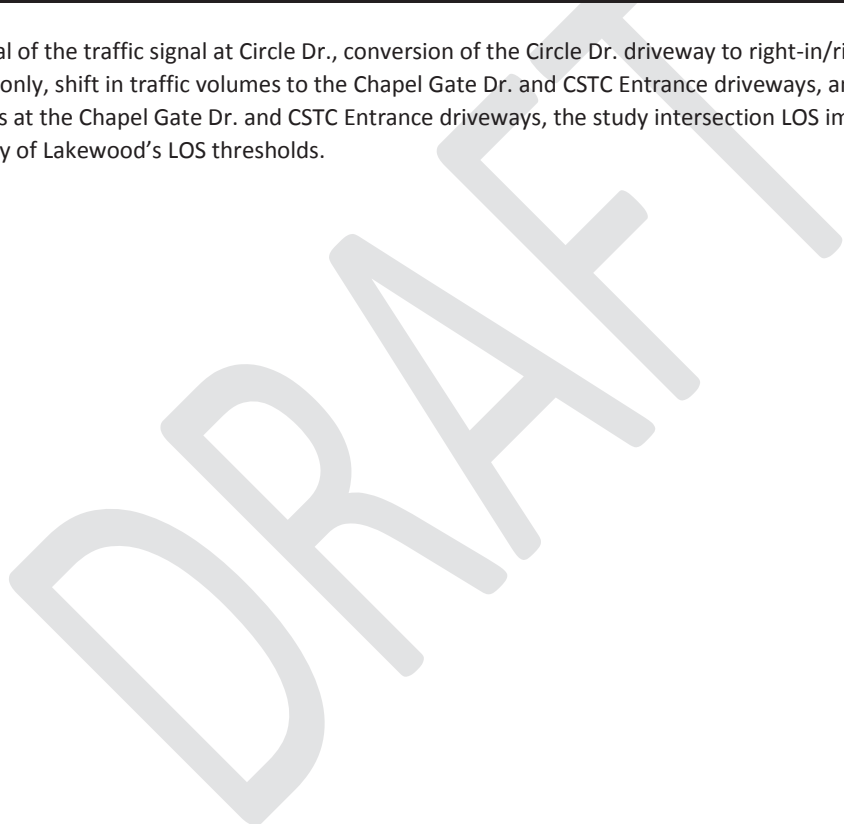 al of the traffic signal at Circle Dr., conversion of the Circle Dr. driveway to right-in/ri
only, shift in traffic volumes to the Chapel Gate Dr. and CSTC Entrance driveways, an
s at the Chapel Gate Dr. and CSTC Entrance driveways, the study intersection LOS im
y of Lakewood’s LOS thresholds.
DRAFT